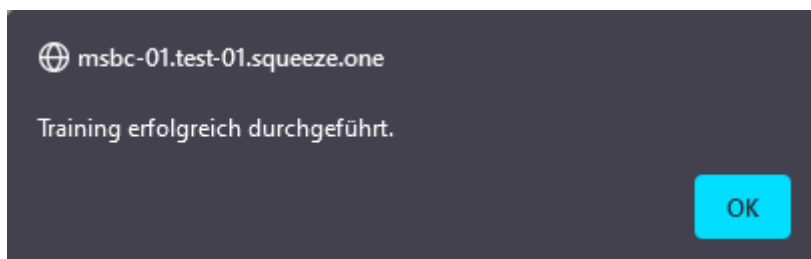 msbc-01.test-01.squeeze.one
Training erfolgreich durchgeführt.
OK